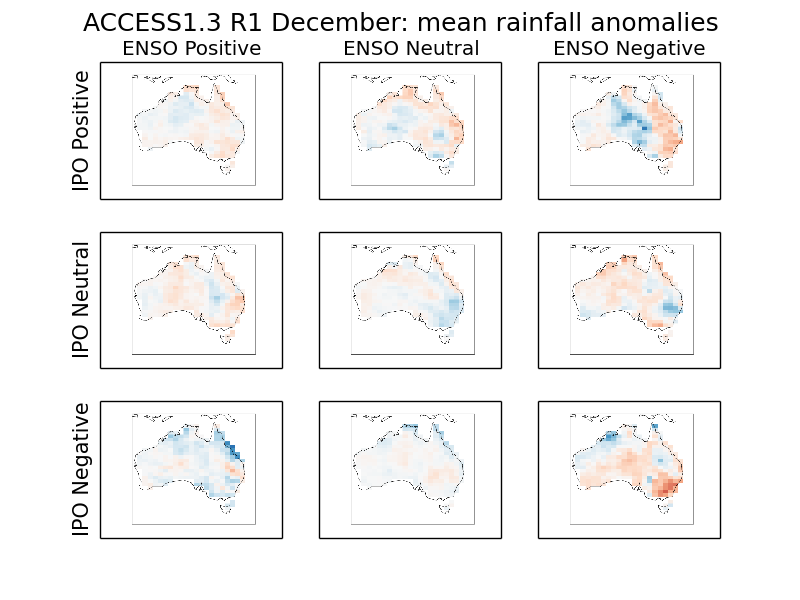 ACCESS1.3 R1 December: mean rainfall anomalies
ENSO Positive
ENSO Neutral
ENSO Negative
IPO Positive
IPO Neutral
IPO Negative